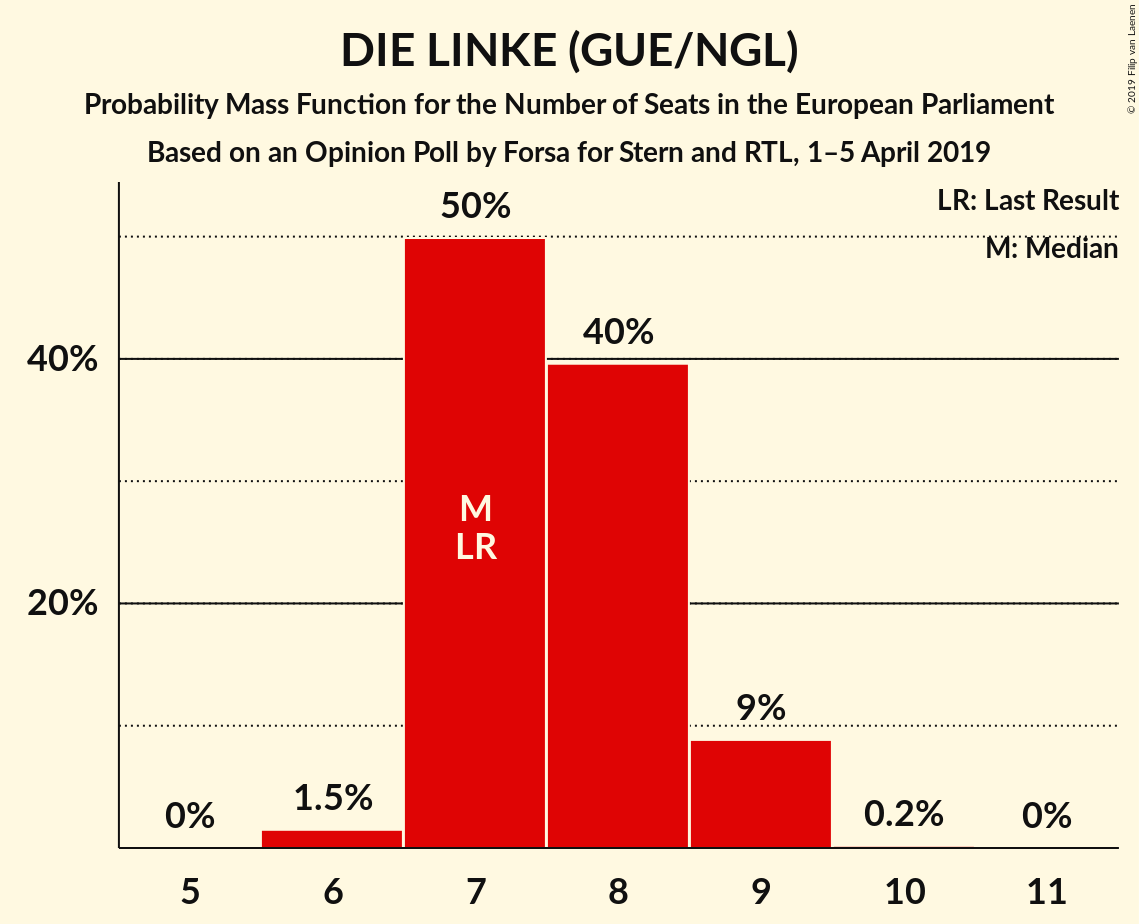 DIE LINKE (GUE/NGL)
Probability Mass Function for the Number of Seats in the European Parliament
Based on an Opinion Poll by Forsa for Stern and RTL, 1–5 April 2019
© 2019 Filip van Laenen
LR: Last Result
M: Median
50%
40%
40%
M
LR
20%
9%
1.5%
0%
0.2%
0%
5 6 7 8 9 10 11